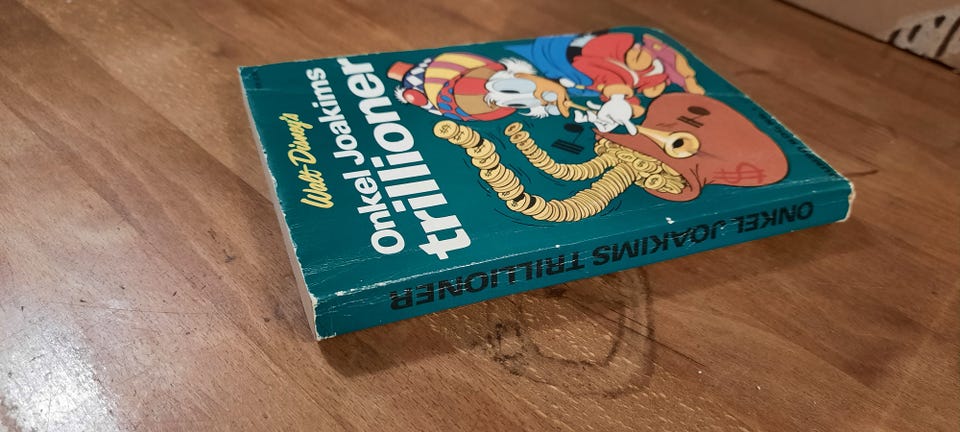 Walt Disney's
Onkel Joakims
trillioner
$
ONKEL JOAKIMS TRILLIONER